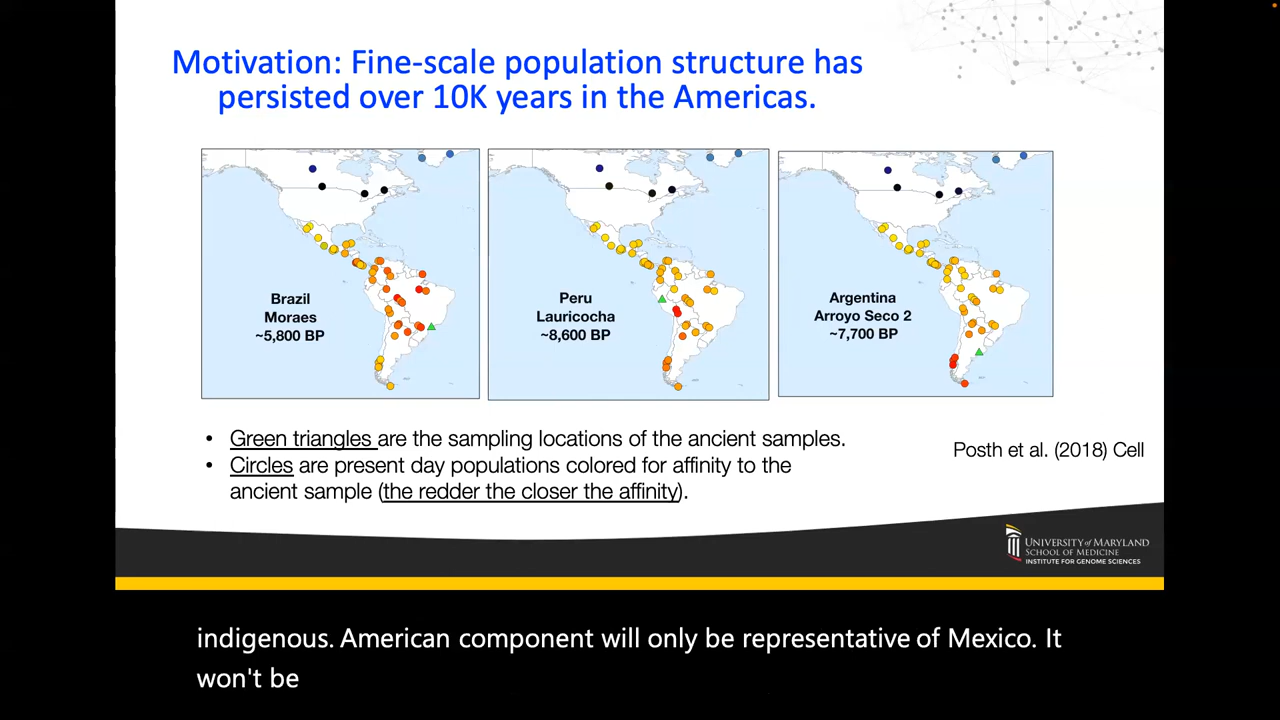 Motivation: Fine-scale population structure has
persisted over 10K years in the Americas.
Brazil
Moraes
~5,800 BP
Peru
Lauricocha
~8,600 BP
Argentina
Arroyo Seco 2
~7,700 BP
• Green triangles are the sampling locations of the ancient samples.
• Circles are present day populations colored for affinity to the
ancient sample (the redder the closer the affinity).
Posth et al. (2018) Cell
UNIVERSITY of MARYLAND
SCHOOL OF MEDICINE
INSTITUTE FOR GENOME SCIENCES
indigenous. American component will only be representative of Mexico. It
won't be